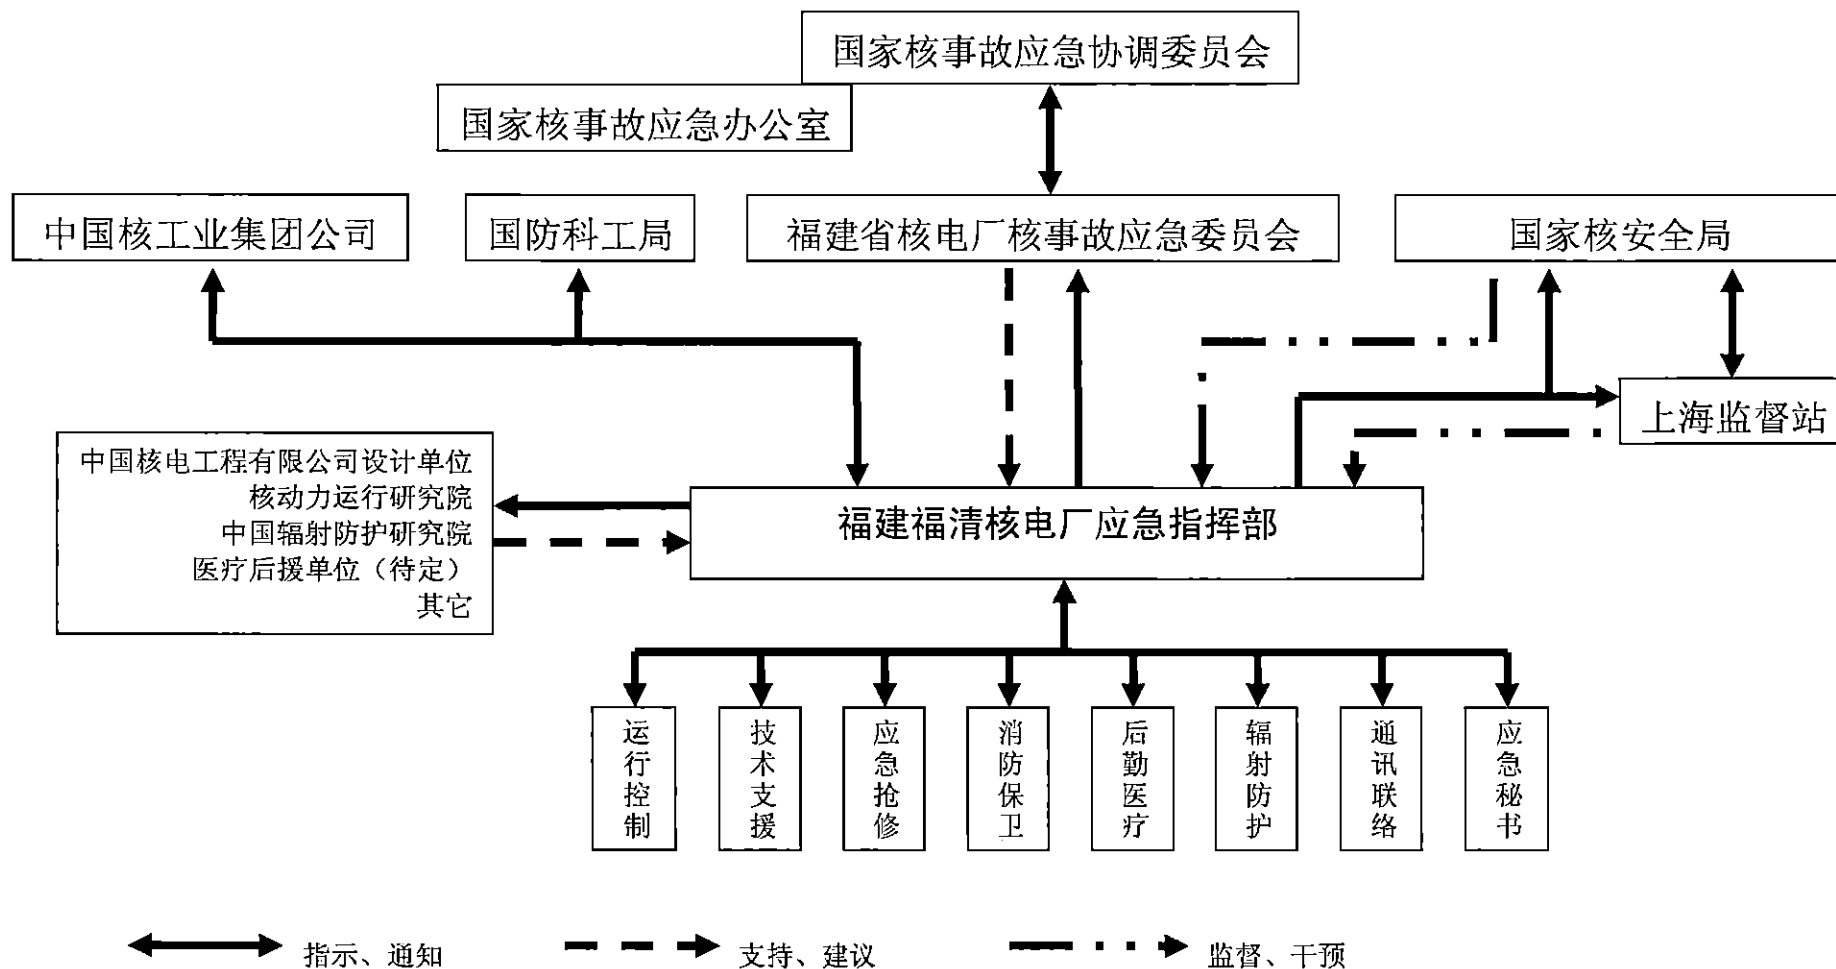 国家核事故应急协调委员会
国家核事故应急办公室
中国核工业集团公司
国防科工局
福建省核电厂核事故应急委员会
国家核安全局
上海监督站
中国核电工程有限公司设计单位
核动力运行研究院
中国辐射防护研究院
医疗后援单位（待定）
其它
福建福清核电厂应急指挥部
运行控制
技术支援
应急抢修
消防保卫
后勤医疗
辐射防护
通讯联络
应急秘书
指示、通知
支持、建议
监督、干预